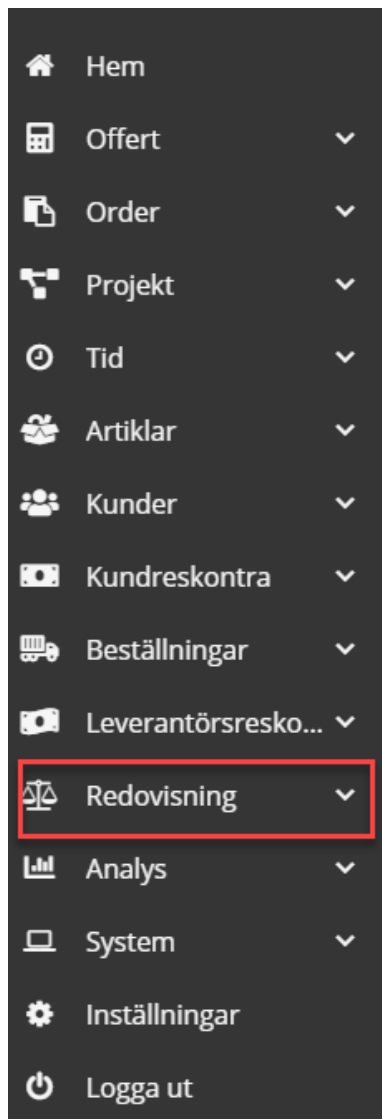 Hem
Offert
Order
Projekt
Tid
Artiklar
Kunder
Kundreskontra
Beställningar
Leverantörsresko...
Redovisning
Analys
System
Inställningar
Logga ut